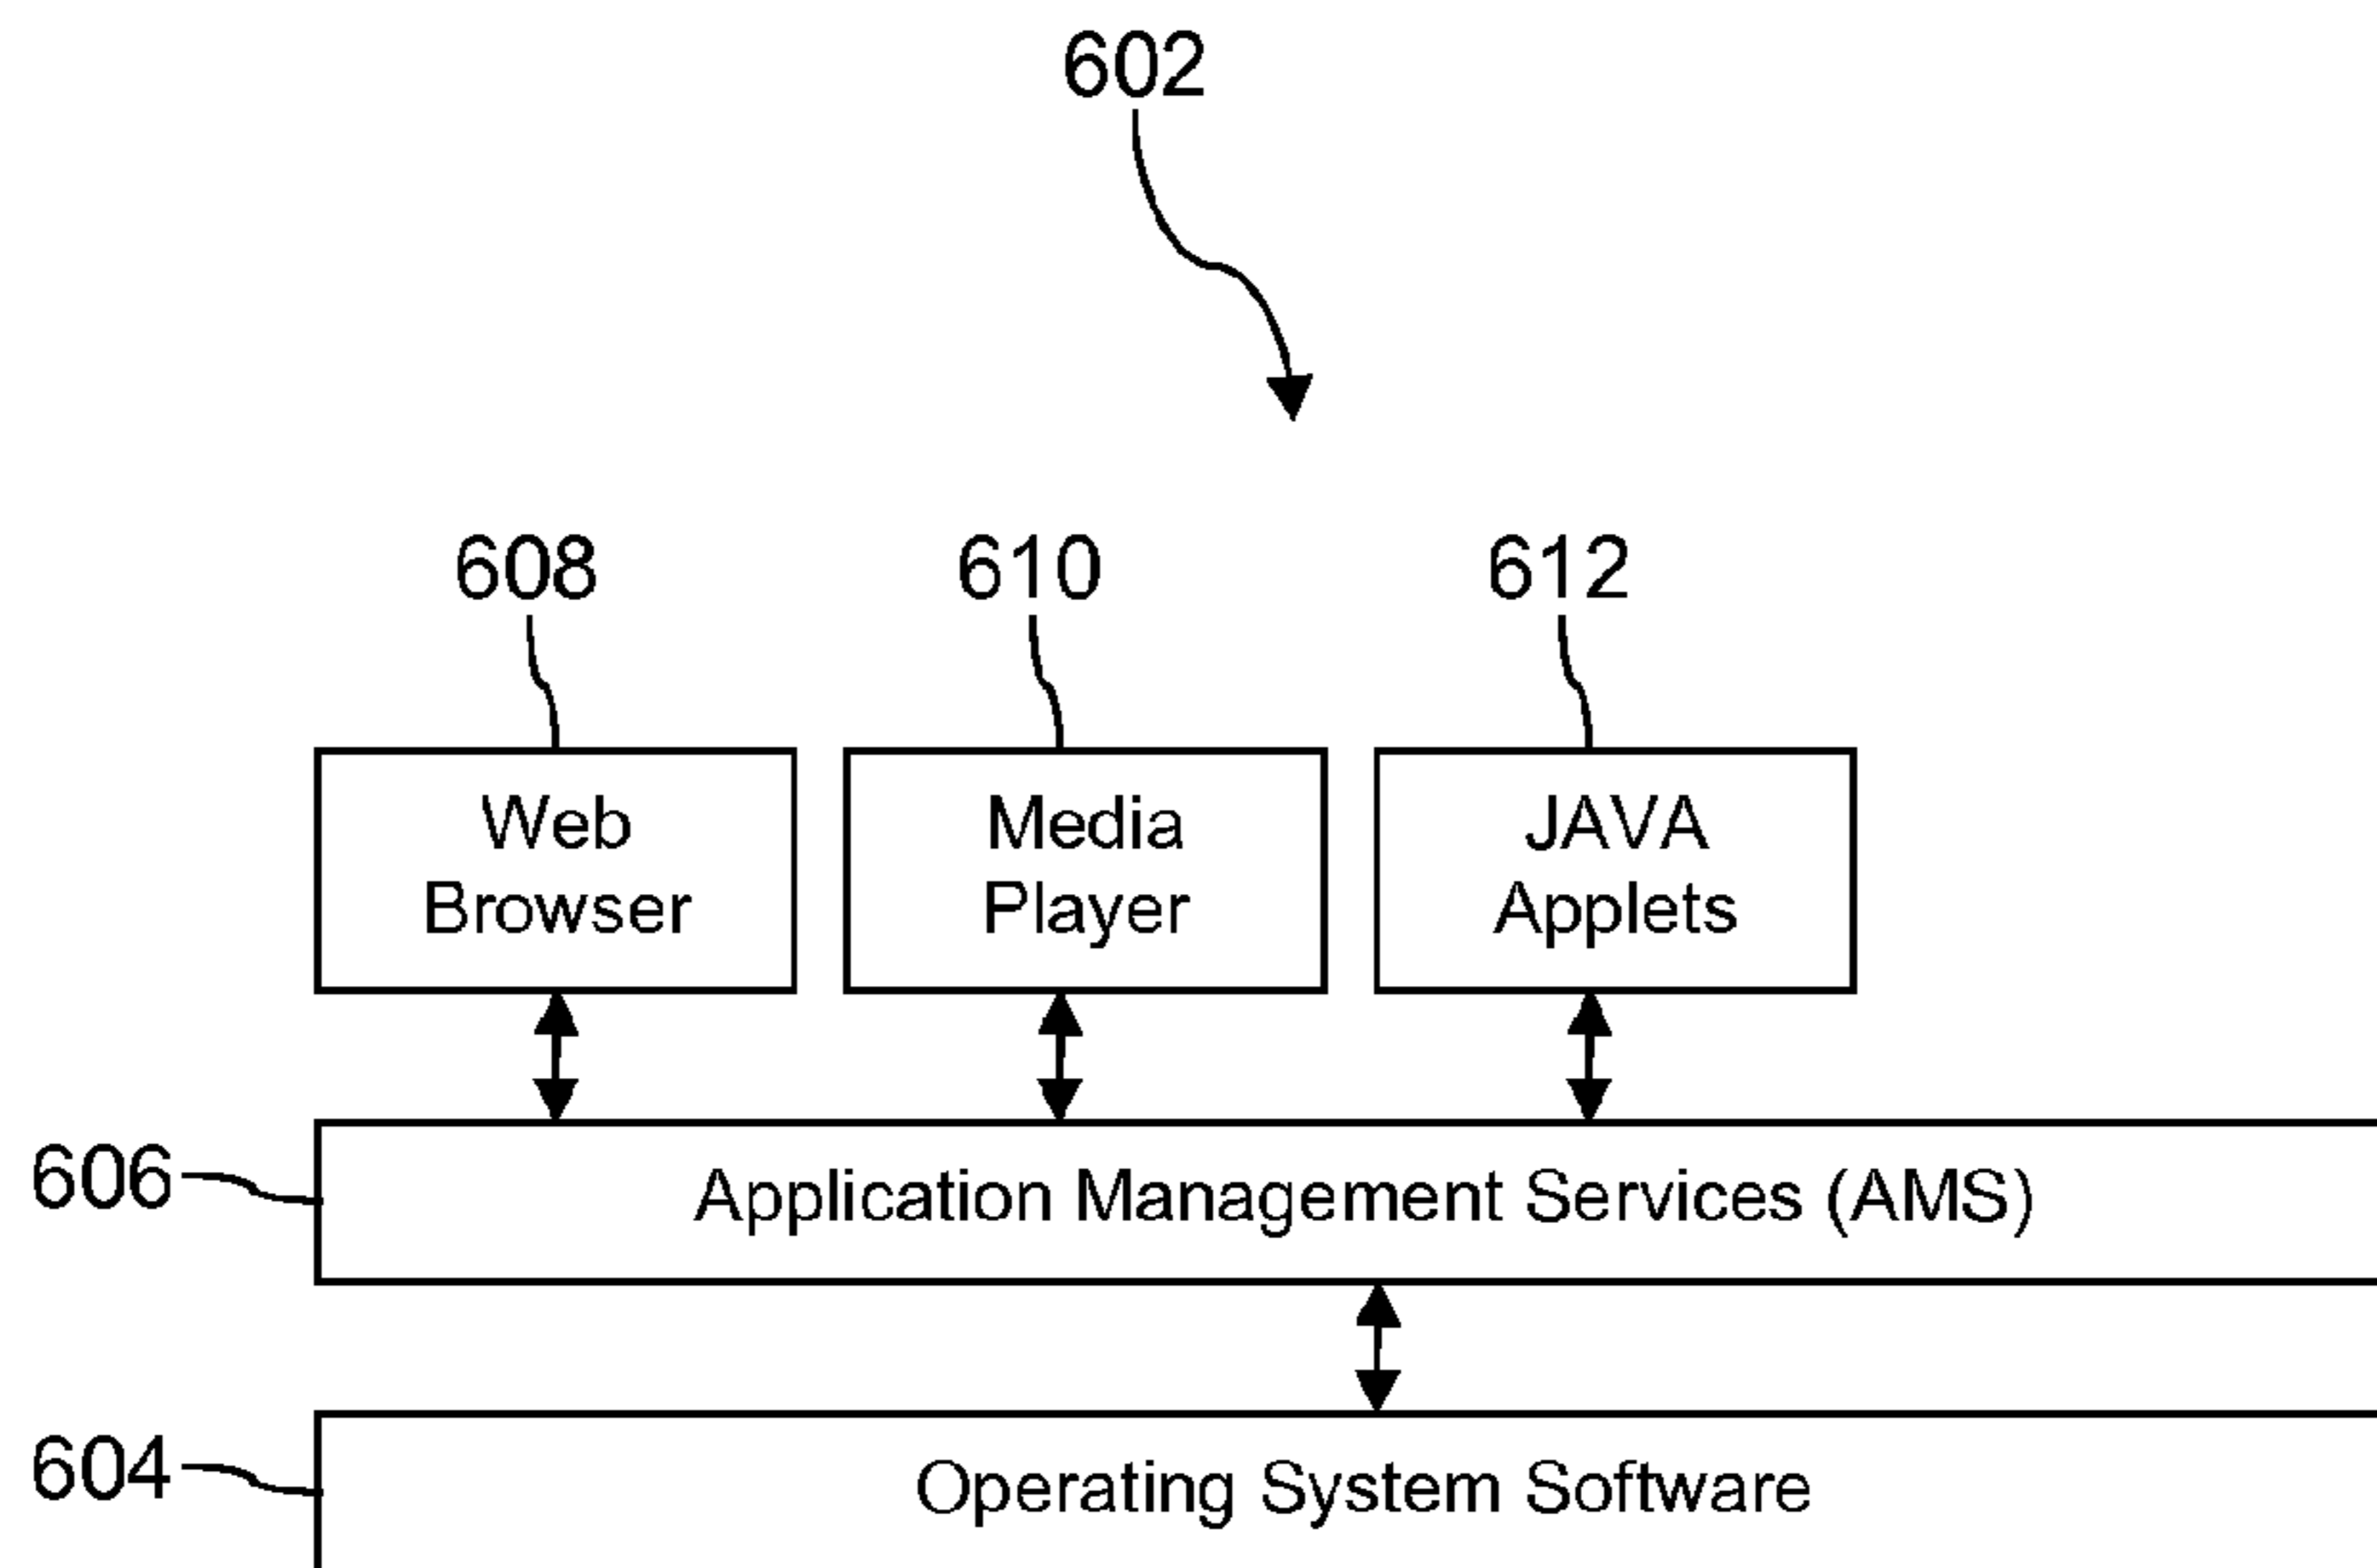 602
608 610 612
Web Browser
Media Player
JAVA Applets
606
Application Management Services (AMS)
604
Operating System Software